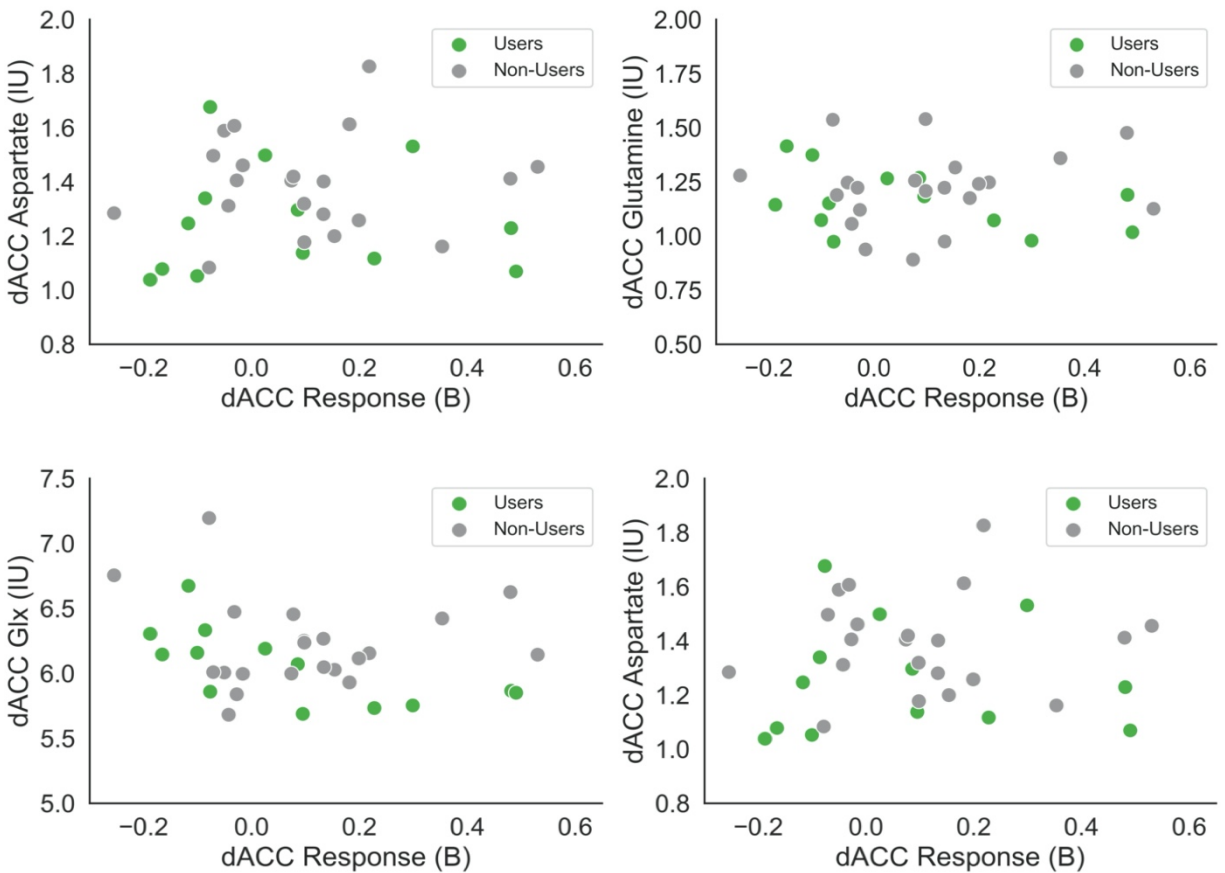 2.0
1.8
1.6
1.4
1.2
1.0
0.8
dACC Aspartate (IU)
Users
Non-Users
−0.2 0.0 0.2 0.4 0.6
dACC Response (B)
2.00
1.75
1.50
1.25
1.00
0.75
0.50
dACC Glutamine (IU)
Users
Non-Users
−0.2 0.0 0.2 0.4 0.6
dACC Response (B)
7.5
7.0
6.5
6.0
5.5
5.0
dACC Glx (IU)
Users
Non-Users
−0.2 0.0 0.2 0.4 0.6
dACC Response (B)
2.0
1.8
1.6
1.4
1.2
1.0
0.8
dACC Aspartate (IU)
Users
Non-Users
−0.2 0.0 0.2 0.4 0.6
dACC Response (B)